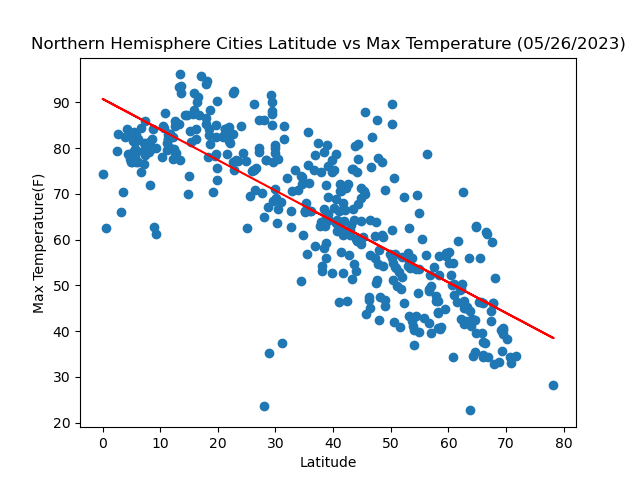 Northern Hemisphere Cities Latitude vs Max Temperature (05/26/2023)
Max Temperature(F)
90
80
70
60
50
40
30
20
0 10 20 30 40 50 60 70 80
Latitude